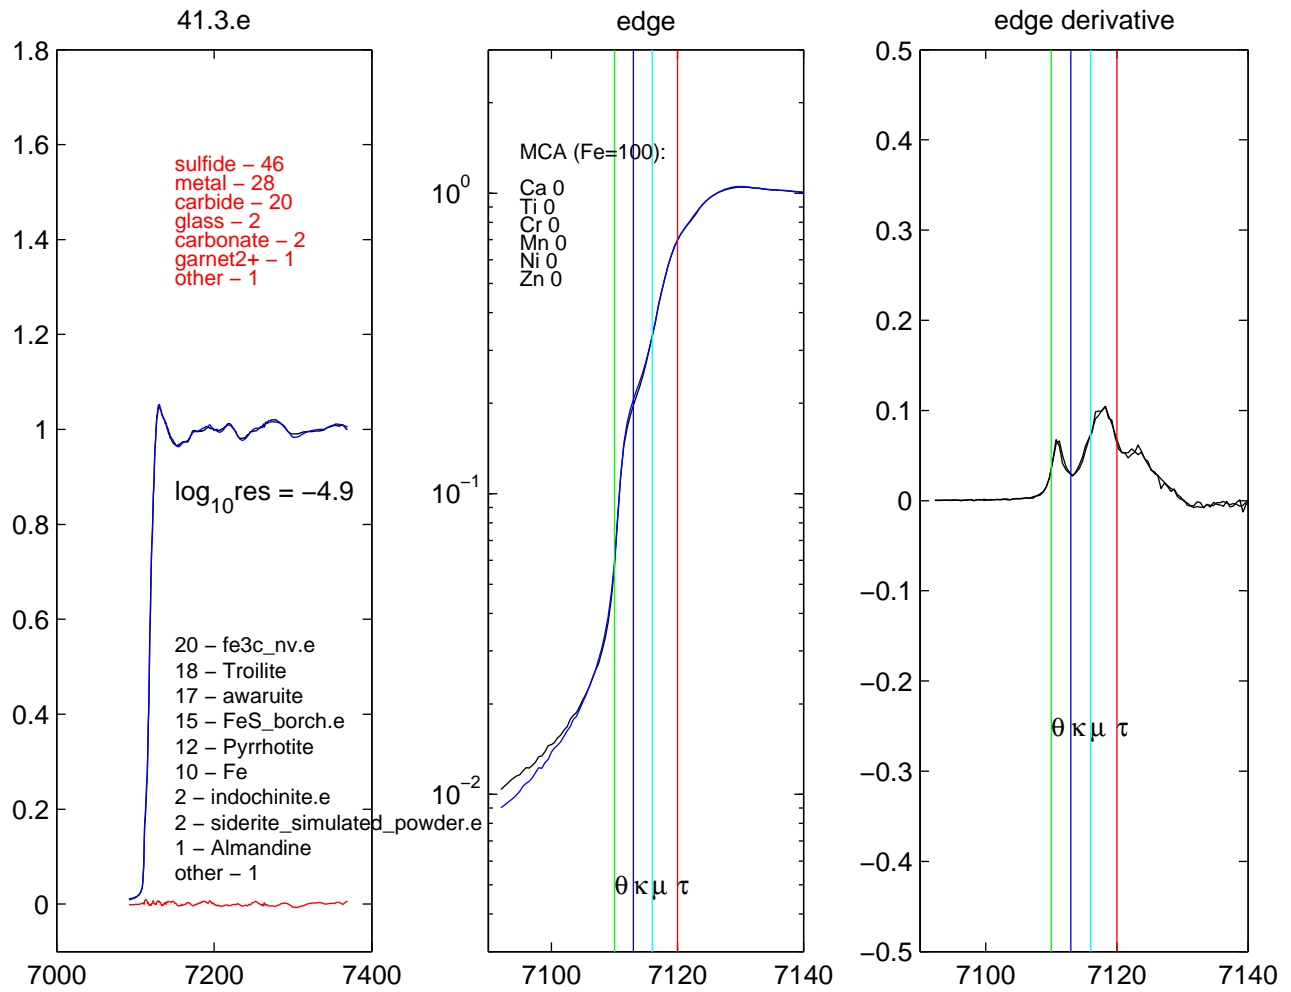 41.3.e
1.8
1.6
1.4
1.2
1
0.8
0.6
0.4
0.2
0
7000
7200
7400
sulfide − 46
metal − 28
carbide − 20
glass − 2
carbonate − 2
garnet2+ − 1
other − 1
log10res = −4.9
20 − fe3c_nv.e
18 − Troilite
17 − awaruite
15 − FeS_borch.e
12 − Pyrrhotite
10 − Fe
2 − indochinite.e
2 − siderite_simulated_powder.e
1 − Almandine
other − 1
edge
MCA (Fe=100):
Ca 0
Ti 0
Cr 0
Mn 0
Ni 0
Zn 0
10^0
10^−1
10^−2
θ κ μ τ
7100
7120
7140
edge derivative
0.5
0.4
0.3
0.2
0.1
0
−0.1
−0.2
−0.3
−0.4
−0.5
θ κ μ τ
7100
7120
7140